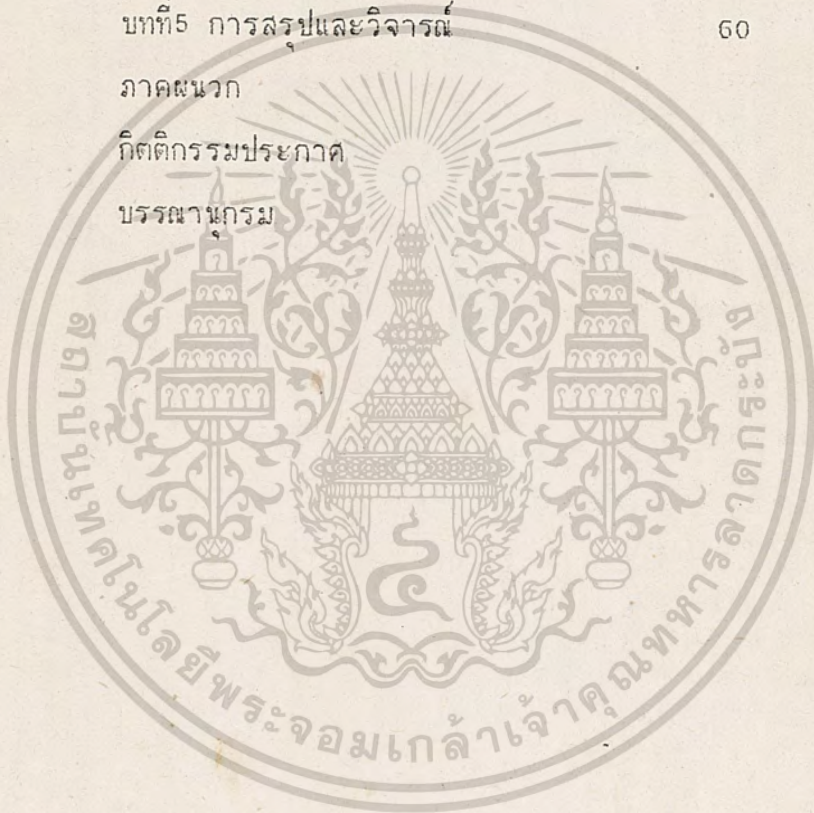 บทที่5 การสรุปและวิจารณ์ 60
ภาคผนวก
กิตติกรรมประกาศ
บรรณานุกรม
สถาบันเทคโนโลยีพระจอมเกล้าเจ้าคุณทหารลาดกระบัง
๔